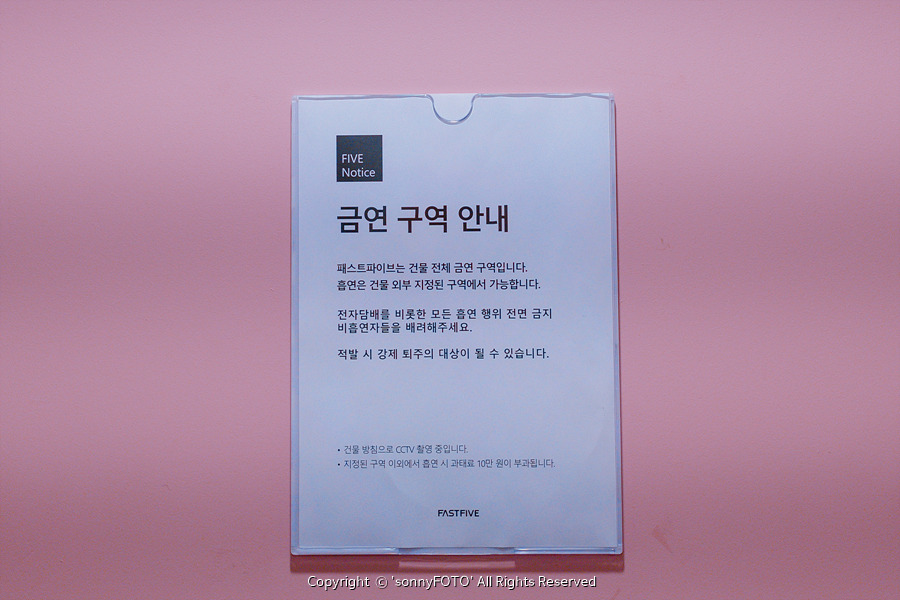 FIVE
Notice
금연 구역 안내
패스트파이브는 건물 전체 금연 구역입니다.
흡연은 건물 외부 지정된 구역에서 가능합니다.
전자담배를 비롯한 모든 흡연 행위 전면 금지
비흡연자들을 배려해주세요.
적발 시 강제 퇴주의 대상이 될 수 있습니다.
• 건물 방침으로 CCTV 촬영 중입니다.
• 지정된 구역 이외에서 흡연 시 과태료 10만 원이 부과됩니다.
FASTFIVE
Copyright © 'sonnyFOTO' All Rights Reserved